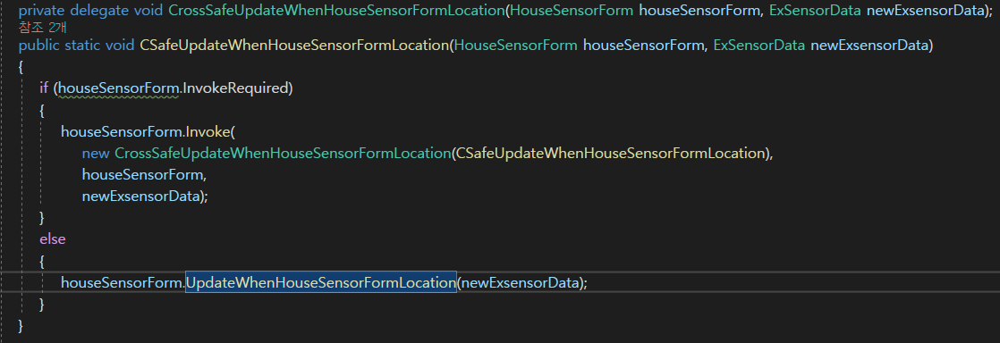 private delegate void CrossSafeUpdateWhenHouseSensorFormLocation(HouseSensorForm houseSensorForm, ExSensorData newExsensorData);
참조 2개
public static void CSafeUpdateWhenHouseSensorFormLocation(HouseSensorForm houseSensorForm, ExSensorData newExsensorData)
{
if (houseSensorForm.InvokeRequired)
{
houseSensorForm.Invoke(
new CrossSafeUpdateWhenHouseSensorFormLocation(CSafeUpdateWhenHouseSensorFormLocation),
houseSensorForm,
newExsensorData);
}
else
{
houseSensorForm.UpdateWhenHouseSensorFormLocation(newExsensorData);
}
}